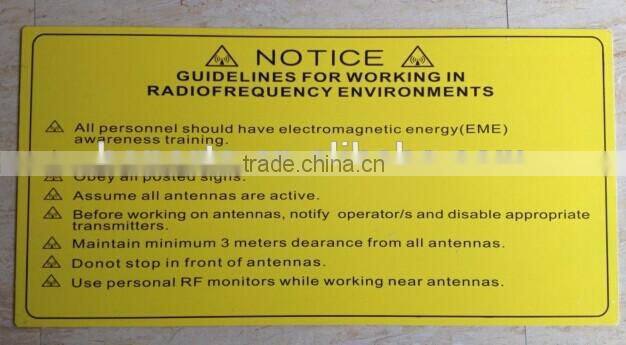 NOTICE
GUIDELINES FOR WORKING IN
RADIOFREQUENCY ENVIRONMENTS
All personnel should have electromagnetic energy(EME)
awareness training.
trade.china.cn
Obey all posted signs.
Assume all antennas are active.
Before working on antennas, notify operator/s and disable appropriate
transmitters.
Maintain minimum 3 meters dearance from all antennas.
Donot stop in front of antennas.
Use personal RF monitors while working near antennas.